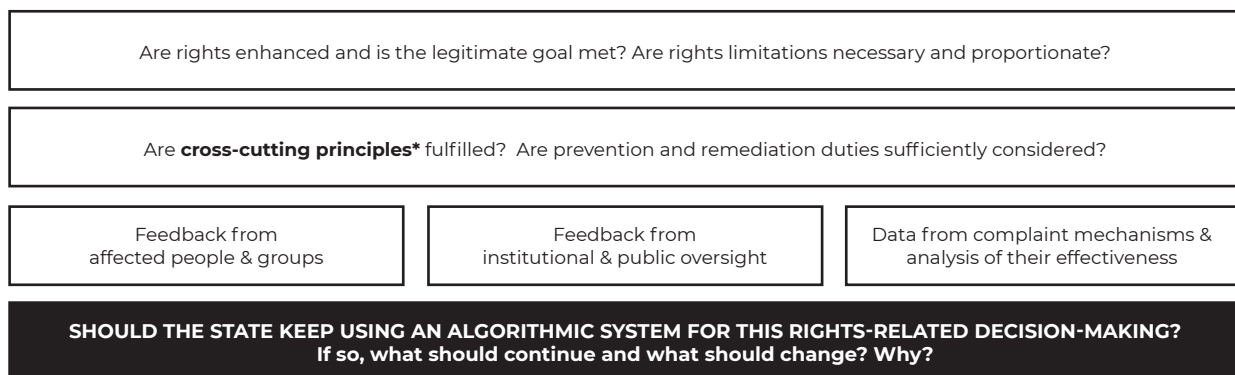 Are rights enhanced and is the legitimate goal met? Are rights limitations necessary and proportionate?
Are cross-cutting principles* fulfilled? Are prevention and remediation duties sufficiently considered?
Feedback from
affected people & groups
Feedback from
institutional & public oversight
Data from complaint mechanisms &
analysis of their effectiveness
SHOULD THE STATE KEEP USING AN ALGORITHMIC SYSTEM FOR THIS RIGHTS-RELATED DECISION-MAKING?
If so, what should continue and what should change? Why?